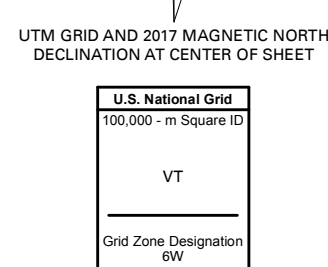 UTM GRID AND 2017 MAGNETIC NORTH
DECLINATION AT CENTER OF SHEET
U.S. National Grid
100,000 - m Square ID
VT
Grid Zone Designation
6W